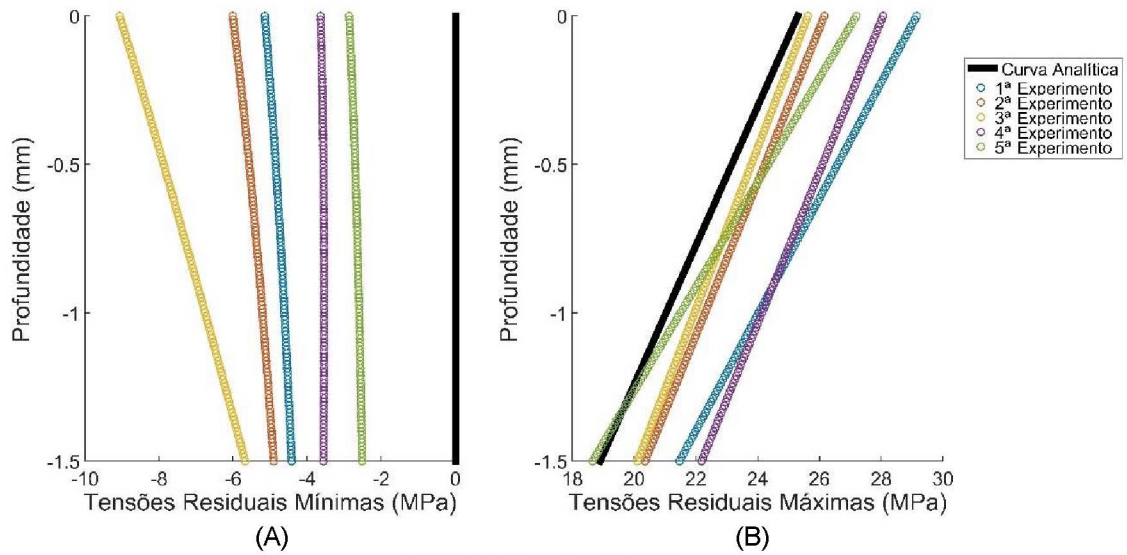 0
-0.5
-1
-1.5
Profundidade (mm)
-10
-8
-6
-4
-2
0
Tensões Residuais Mínimas (MPa)
(A)
0
-0.5
-1
-1.5
Profundidade (mm)
18
20
22
24
26
28
30
Tensões Residuais Máximas (MPa)
(B)
Curva Analítica
1ª Experimento
2ª Experimento
3ª Experimento
4ª Experimento
5ª Experimento